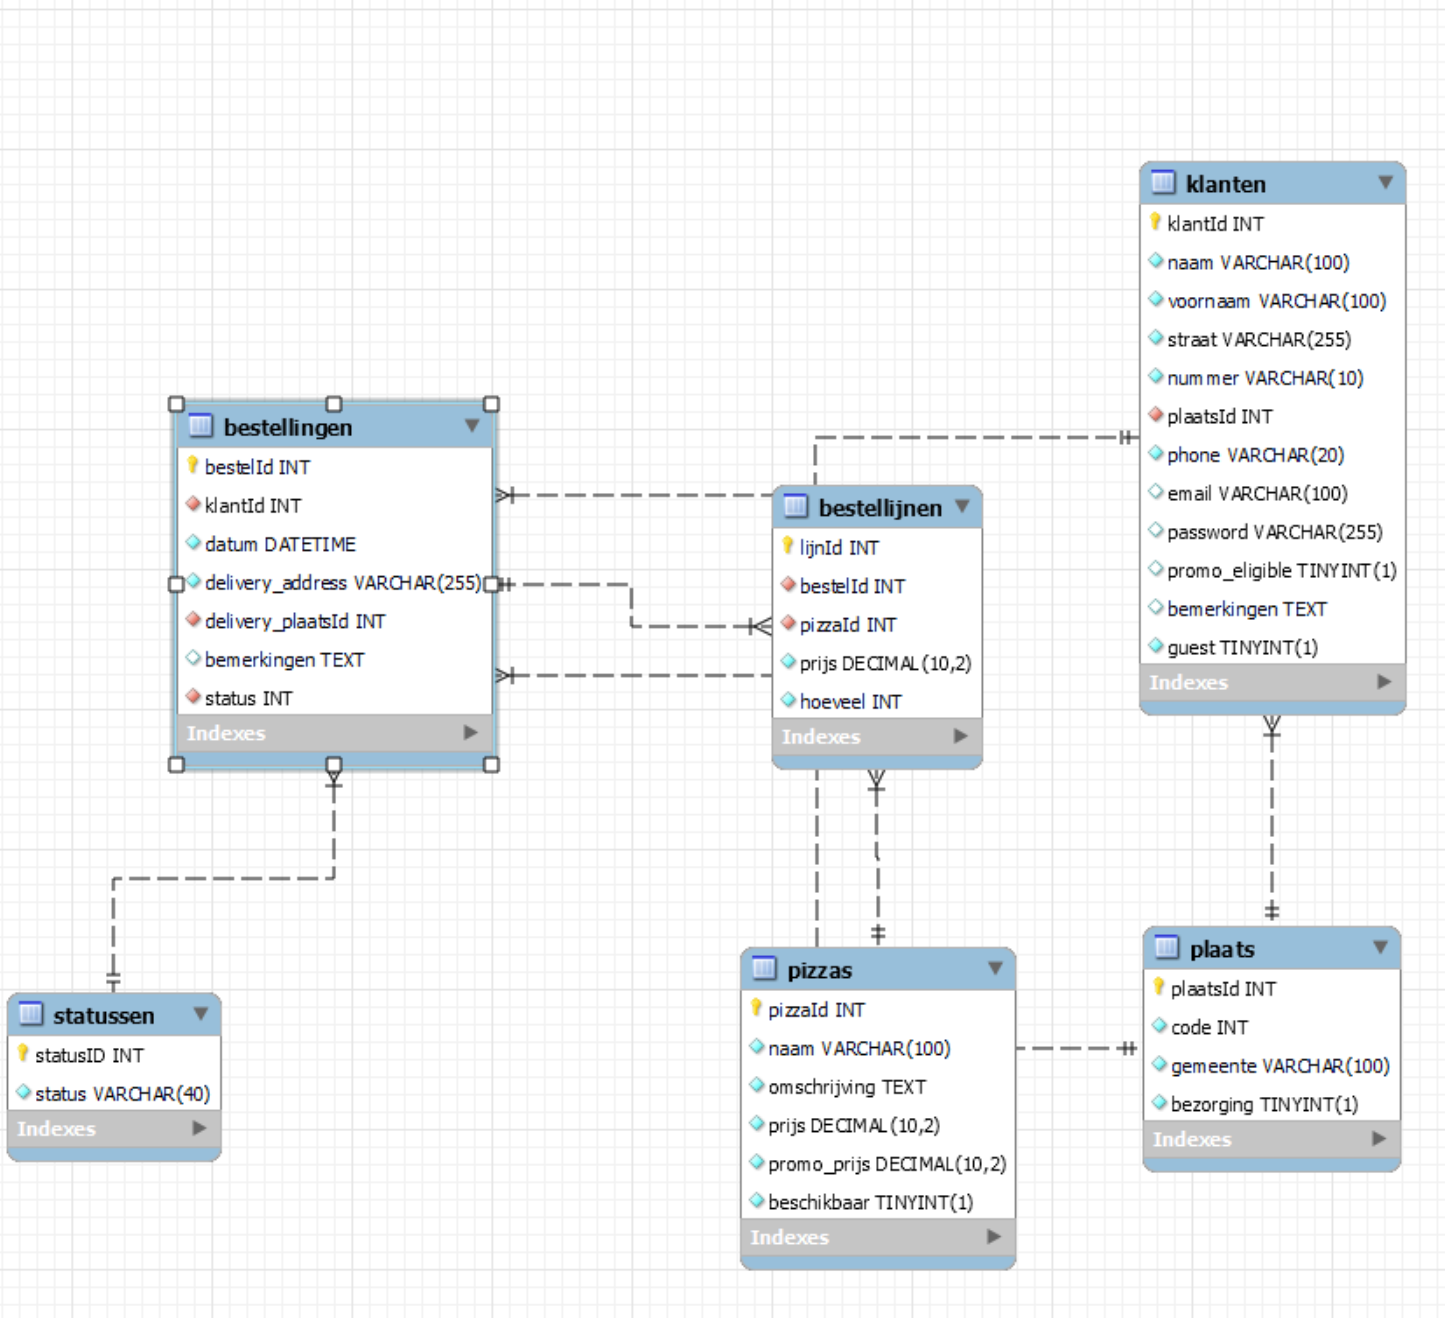 klanten
klantId INT
naam VARCHAR(100)
voornaam VARCHAR(100)
straat VARCHAR(255)
nummer VARCHAR(10)
plaatsId INT
phone VARCHAR(20)
email VARCHAR(100)
password VARCHAR(255)
promo_eligible TINYINT(1)
bemerkingen TEXT
guest TINYINT(1)
Indexes
bestellingen
bestelId INT
klantId INT
datum DATETIME
delivery_address VARCHAR(255)
delivery_plaatsId INT
bemerkingen TEXT
status INT
Indexes
bestellijnen
lijnId INT
bestelId INT
pizzaId INT
prijs DECIMAL(10,2)
hoeveel INT
Indexes
statussen
statusID INT
status VARCHAR(40)
Indexes
pizzas
pizzaId INT
naam VARCHAR(100)
omschrijving TEXT
prijs DECIMAL(10,2)
promo_prijs DECIMAL(10,2)
beschikbaar TINYINT(1)
Indexes
plaats
plaatsId INT
code INT
gemeente VARCHAR(100)
bezorging TINYINT(1)
Indexes